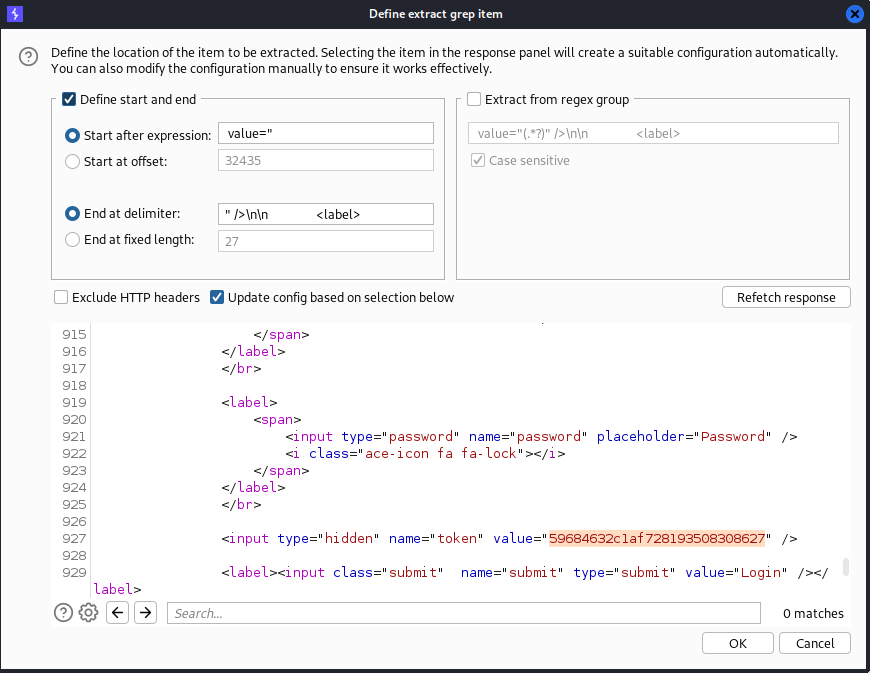 Define extract grep item
Define the location of the item to be extracted. Selecting the item in the response panel will create a suitable configuration automatically.
You can also modify the configuration manually to ensure it works effectively.
Define start and end
Start after expression: value="
Start at offset: 32435
End at delimiter: " />\n\n <label>
End at fixed length: 27
Extract from regex group
value="(.*?)" />\n\n <label>
Case sensitive
Exclude HTTP headers
Update config based on selection below
Refetch response
915 </span>
916 </label>
917 </br>
918
919 <label>
920 <span>
921 <input type="password" name="password" placeholder="Password" />
922 <i class="ace-icon fa fa-lock"></i>
923 </span>
924 </label>
925 </br>
926
927 <input type="hidden" name="token" value="59684632c1af728193508308627" />
928
929 <label><input class="submit"  name="submit" type="submit" value="Login" /></
label>
Search...
0 matches
OK
Cancel